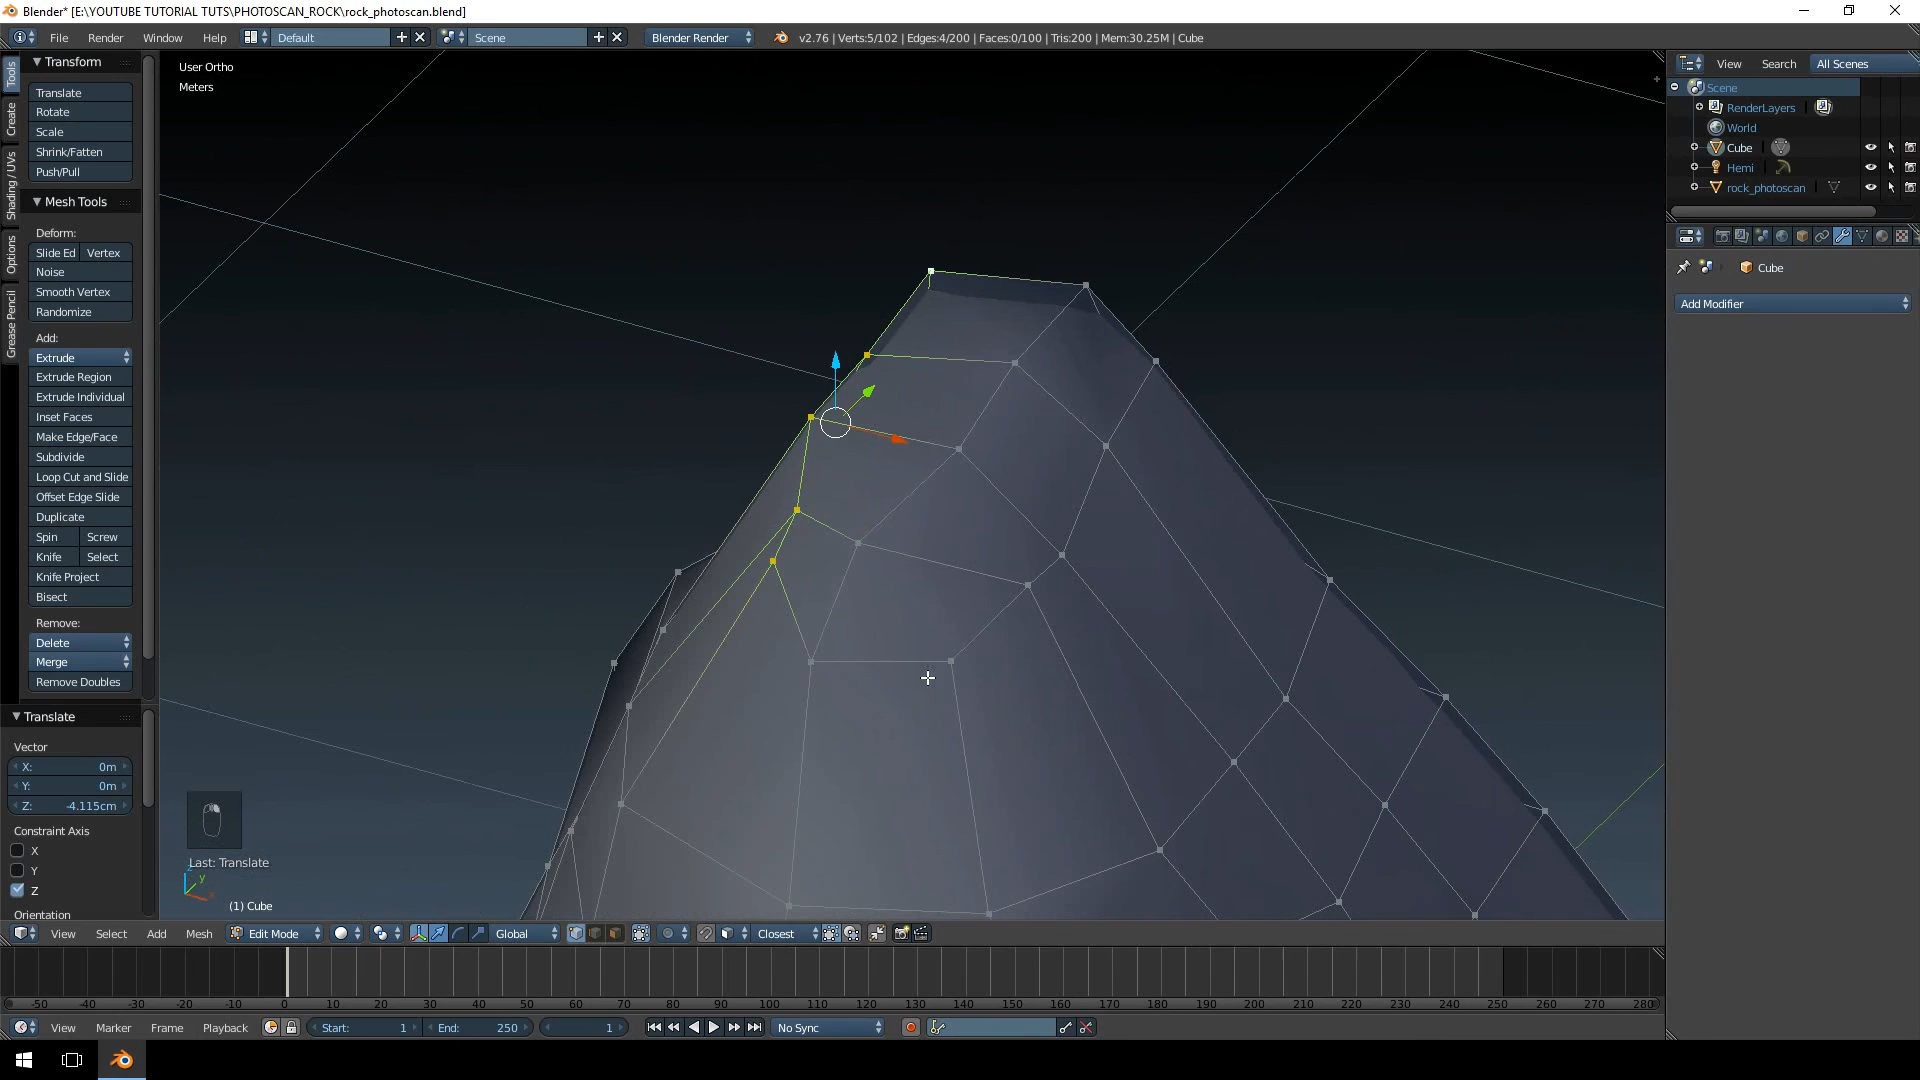 Blender* [E:\YOUTUBE TUTORIAL TUTS\PHOTOSCAN_ROCK\rock_photoscan.blend]
File Render Window Help Default Scene Blender Render v2.76 | Verts:5/102 | Edges:4/200 | Faces:0/100 | Tris:200 | Mem:30.25M | Cube
Tools
Create
Shading / UVs
Options
Grease Pencil
Transform
Translate
Rotate
Scale
Shrink/Fatten
Push/Pull
Mesh Tools
Deform:
Slide Ed Vertex
Noise
Smooth Vertex
Randomize
Add:
Extrude
Extrude Region
Extrude Individual
Inset Faces
Make Edge/Face
Subdivide
Loop Cut and Slide
Offset Edge Slide
Duplicate
Spin Screw
Knife Select
Knife Project
Bisect
Remove:
Delete
Merge
Remove Doubles
Translate
Vector
X: 0m
Y: 0m
Z: -4.115cm
Constraint Axis
X
Y
Z
Orientation
User Ortho
Meters
Last: Translate
z
y
(1) Cube
View Search All Scenes
Scene
RenderLayers
World
Cube
Hemi
rock_photoscan
Cube
Add Modifier
View Select Add Mesh Edit Mode Global Closest
-50 -40 -30 -20 -10 0 10 20 30 40 50 60 70 80 90 100 110 120 130 140 150 160 170 180 190 200 210 220 230 240 250 260 270 280
View Marker Frame Playback Start: 1 End: 250 1 No Sync